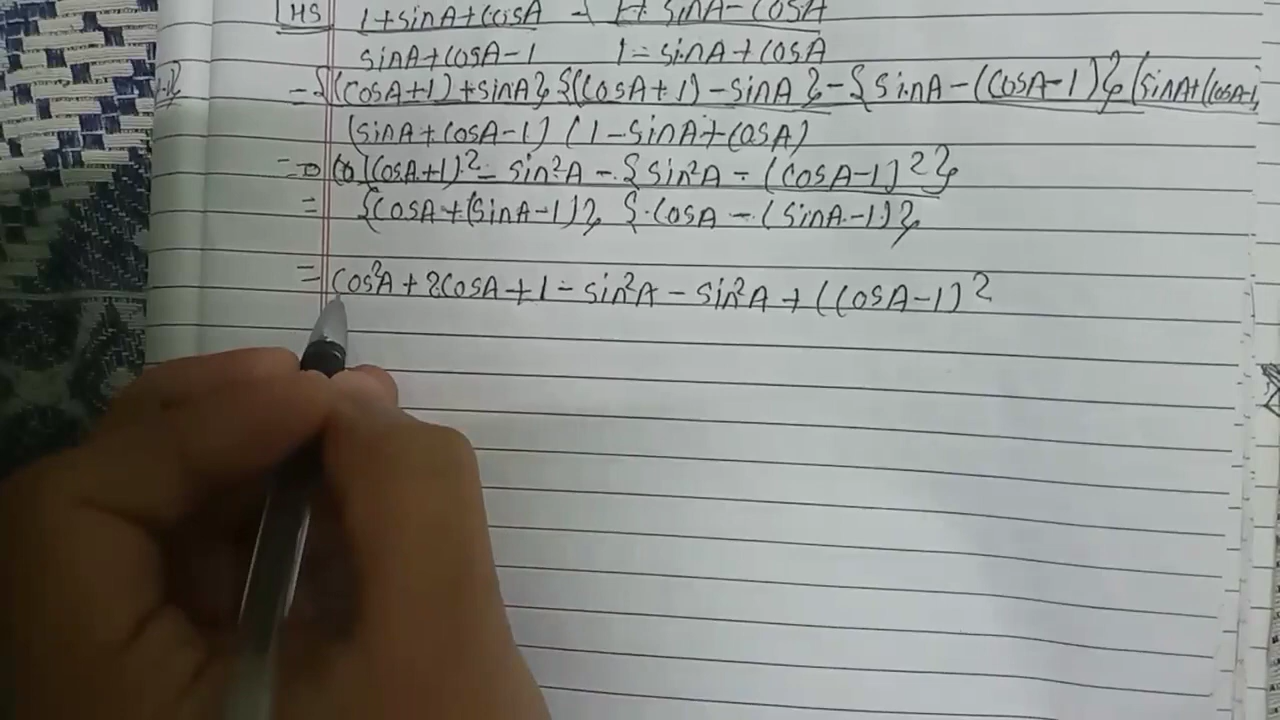 LHS 1+sinA+cosA - 1+ sinA-cosA
sinA+cosA-1 1-sinA+cosA
={(cosA+1)+sinA}{(cosA+1)-sinA}-{sinA-(cosA-1)}(sinA+(cosA-1
(sinA+cosA-1)(1-sinA+cosA)
= (cosA+1)²- sin²A-{sin²A-(cosA-1)²}
= {cosA+(sinA-1)}{cosA-(sinA-1)}
= cos²A+2cosA+1-sin²A-sin²A+(cosA-1)²